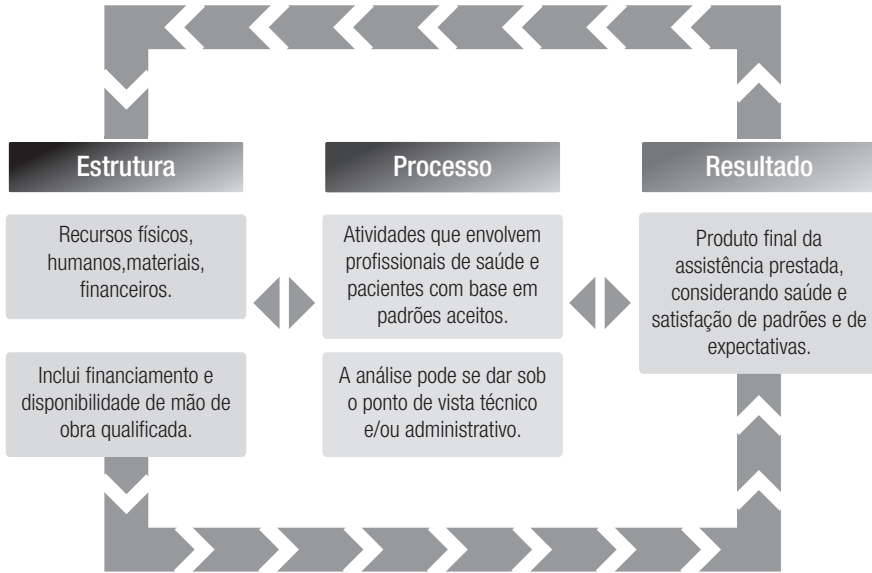 Estrutura
Recursos físicos,
humanos,materiais,
financeiros.
Inclui financiamento e
disponibilidade de mão de
obra qualificada.
Processo
Atividades que envolvem
profissionais de saúde e
pacientes com base em
padrões aceitos.
A análise pode se dar sob
o ponto de vista técnico
e/ou administrativo.
Resultado
Produto final da
assistência prestada,
considerando saúde e
satisfação de padrões e de
expectativas.